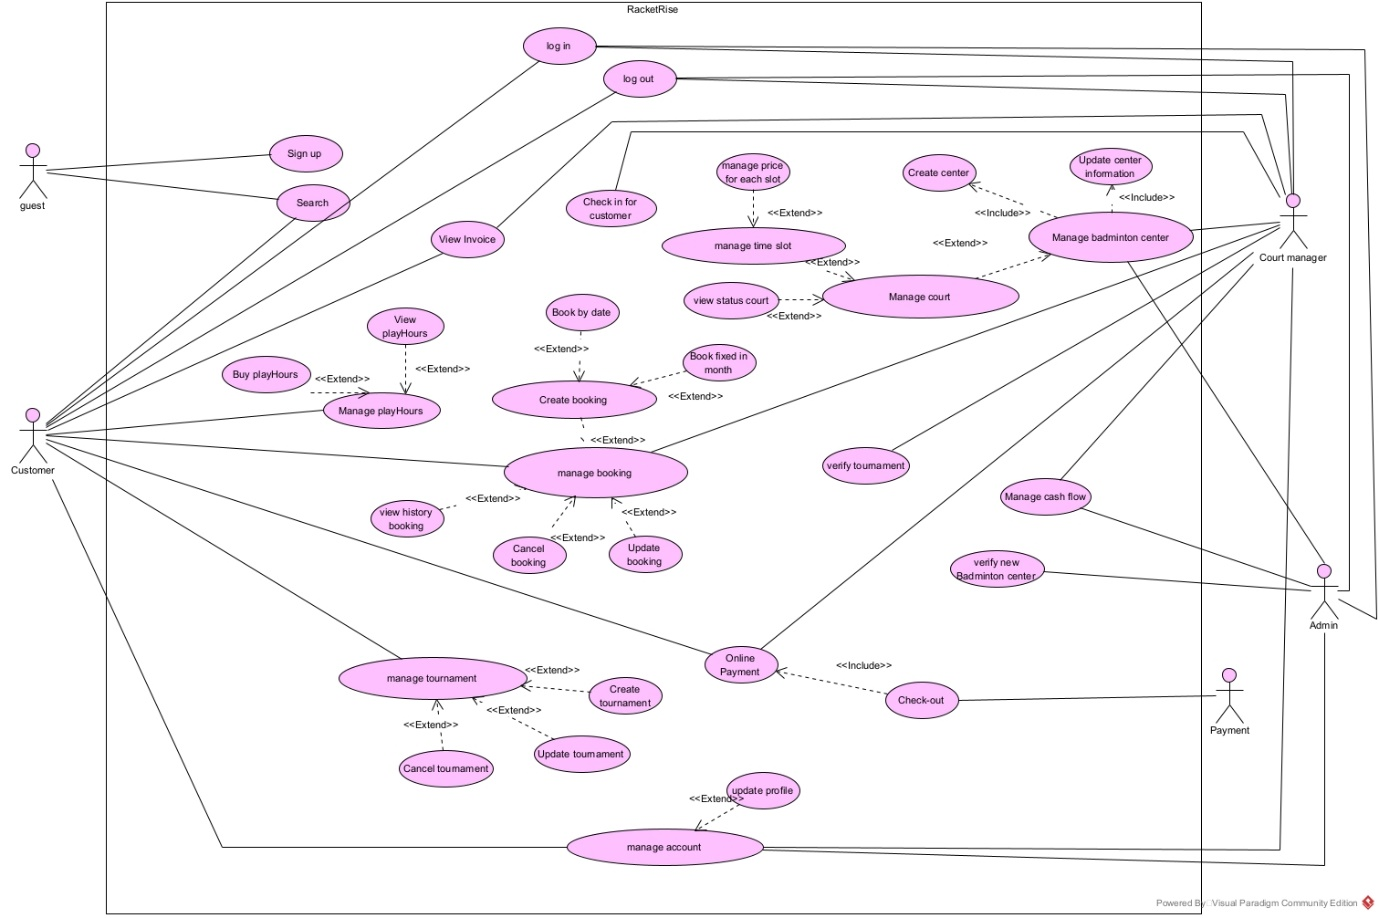 RacketRise
log in
log out
Sign up
guest
Search
View Invoice
Check in for
customer
manage price
for each slot
<<Extend>>
manage time slot
<<Extend>>
view status court
<<Extend>>
Manage court
<<Extend>>
Create center
<<Include>>
Update center
information
<<Include>>
Manage badminton center
Court manager
View
playHours
<<Extend>>
Buy playHours
<<Extend>>
Manage playHours
Book by date
<<Extend>>
Book fixed in
month
<<Extend>>
Create booking
<<Extend>>
manage booking
Customer
view history
booking
<<Extend>>
Cancel
booking
<<Extend>>
Update
booking
<<Extend>>
verify tournament
Manage cash flow
verify new
Badminton center
Admin
Online
Payment
<<Include>>
Check-out
Payment
manage tournament
<<Extend>>
Create
tournament
<<Extend>>
Update tournament
<<Extend>>
Cancel tournament
update profile
<<Extend>>
manage account
Powered By Visual Paradigm Community Edition